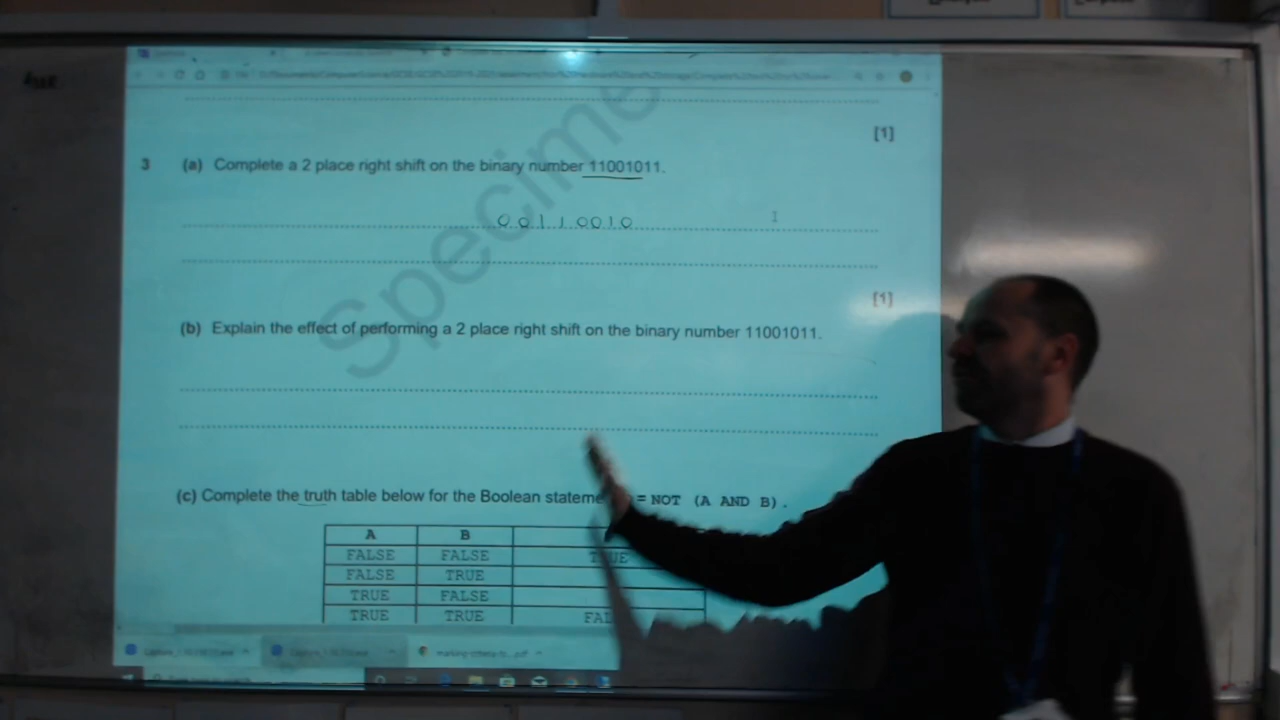 [1]
3 (a) Complete a 2 place right shift on the binary number 11001011.
00110010
[1]
(b) Explain the effect of performing a 2 place right shift on the binary number 11001011.
Specime
(c) Complete the truth table below for the Boolean stateme = NOT (A AND B).
A B
FALSE FALSE
FALSE TRUE
TRUE FALSE
TRUE TRUE